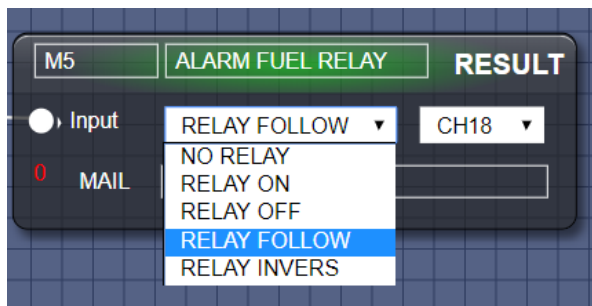 M5 ALARM FUEL RELAY RESULT
Input RELAY FOLLOW CH18
NO RELAY
0 MAIL RELAY ON
RELAY OFF
RELAY FOLLOW
RELAY INVERS